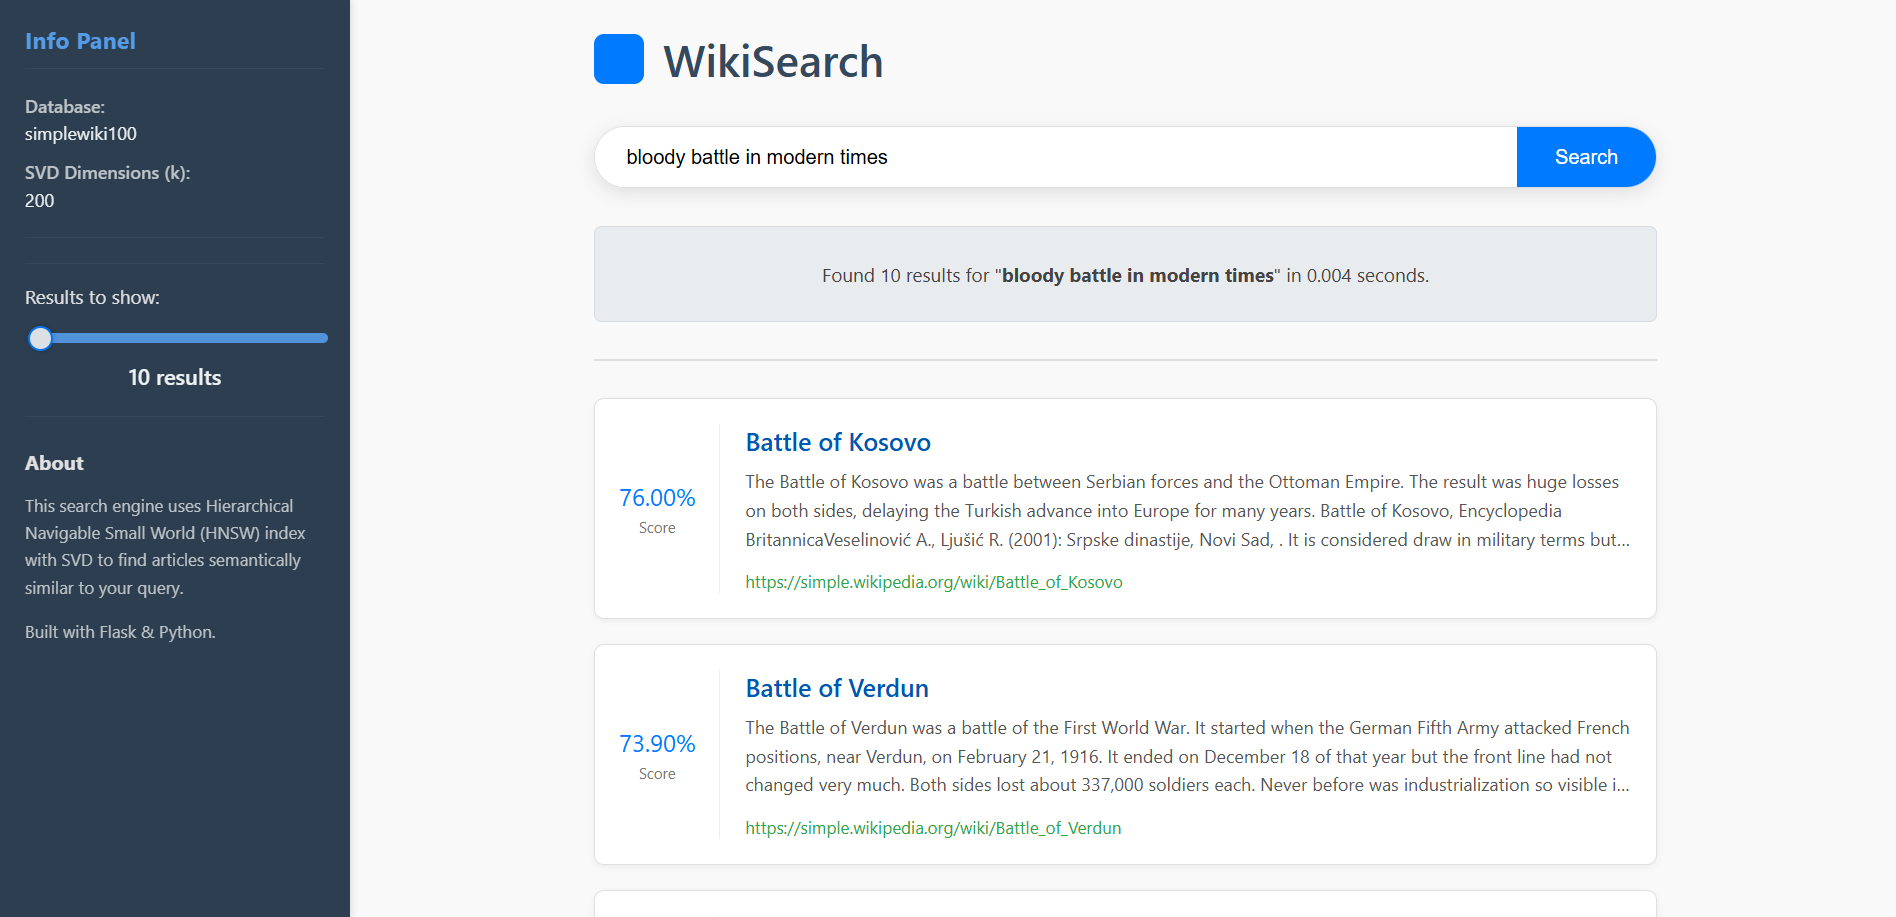 Info Panel
Database:
simplewiki100
SVD Dimensions (k):
200
Results to show:
10 results
About
This search engine uses Hierarchical
Navigable Small World (HNSW) index
with SVD to find articles semantically
similar to your query.
Built with Flask & Python.
WikiSearch
bloody battle in modern times
Search
Found 10 results for "bloody battle in modern times" in 0.004 seconds.
76.00%
Score
Battle of Kosovo
The Battle of Kosovo was a battle between Serbian forces and the Ottoman Empire. The result was huge losses
on both sides, delaying the Turkish advance into Europe for many years. Battle of Kosovo, Encyclopedia
BritannicaVeselinović A., Ljušić R. (2001): Srpske dinastije, Novi Sad, . It is considered draw in military terms but...
https://simple.wikipedia.org/wiki/Battle_of_Kosovo
73.90%
Score
Battle of Verdun
The Battle of Verdun was a battle of the First World War. It started when the German Fifth Army attacked French
positions, near Verdun, on February 21, 1916. It ended on December 18 of that year but the front line had not
changed very much. Both sides lost about 337,000 soldiers each. Never before was industrialization so visible i...
https://simple.wikipedia.org/wiki/Battle_of_Verdun